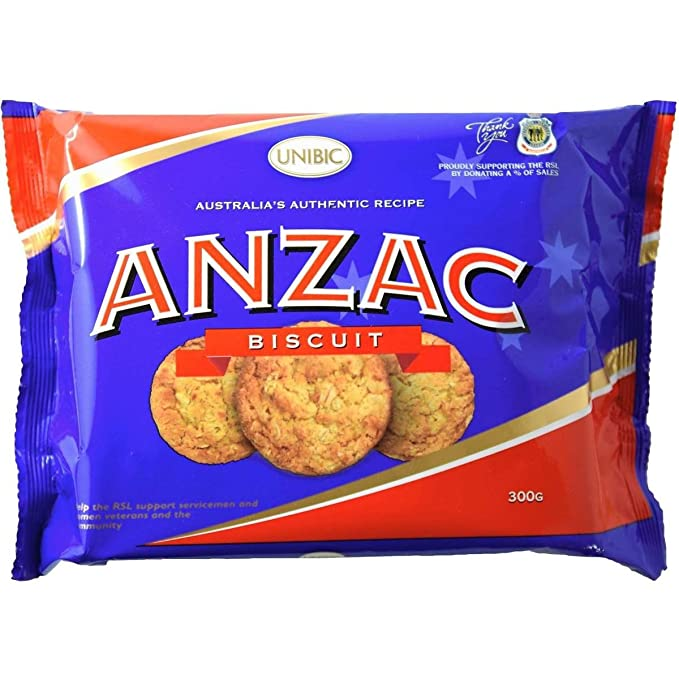 UNIBIC
Thank
You
PROUDLY SUPPORTING THE RSL
BY DONATING A % OF SALES
AUSTRALIA'S AUTHENTIC RECIPE
ANZAC
BISCUIT
300G
the RSL support servicemen and
veterans and the